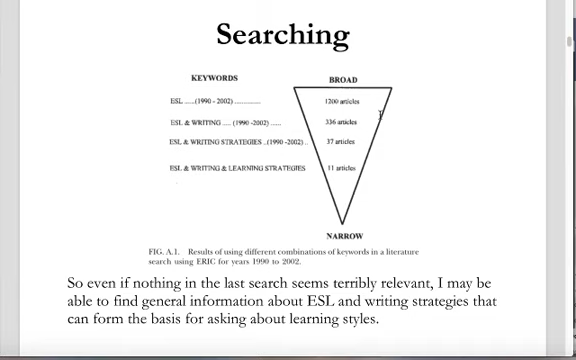 Searching
KEYWORDS
BROAD
ESL .....(1990 - 2002) ...............
1200 articles
ESL & WRITING ..... (1990 -2002) ......
336 articles
ESL & WRITING STRATEGIES ..(1990 -2002)..
37 articles
ESL & WRITING & LEARNING STRATEGIES
11 articles
NARROW
FIG. A.1. Results of using different combinations of keywords in a literature
search using ERIC for years 1990 to 2002.
So even if nothing in the last search seems terribly relevant, I may be
able to find general information about ESL and writing strategies that
can form the basis for asking about learning styles.